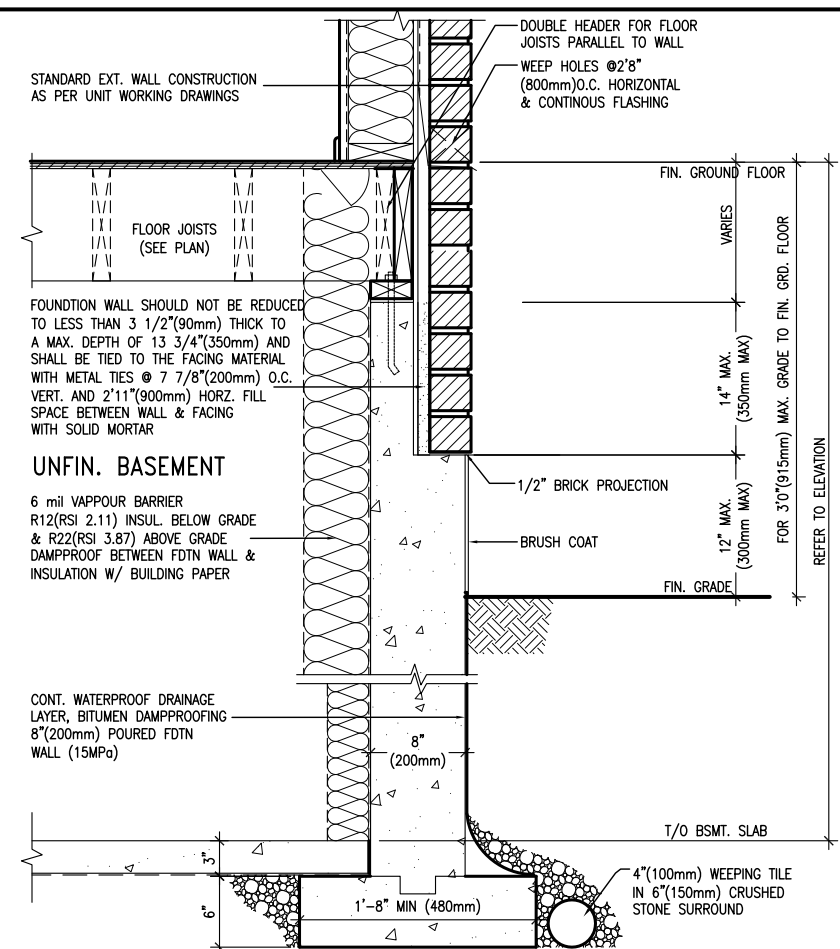 DOUBLE HEADER FOR FLOOR
JOISTS PARALLEL TO WALL
WEEP HOLES @2'8"
(800mm)O.C. HORIZONTAL
& CONTINOUS FLASHING
STANDARD EXT. WALL CONSTRUCTION
AS PER UNIT WORKING DRAWINGS
FIN. GROUND FLOOR
FLOOR JOISTS
(SEE PLAN)
VARIES
FOUNDTION WALL SHOULD NOT BE REDUCED
TO LESS THAN 3 1/2"(90mm) THICK TO
A MAX. DEPTH OF 13 3/4"(350mm) AND
SHALL BE TIED TO THE FACING MATERIAL
WITH METAL TIES @ 7 7/8"(200mm) O.C.
VERT. AND 2'11"(900mm) HORZ. FILL
SPACE BETWEEN WALL & FACING
WITH SOLID MORTAR
14" MAX.
(350mm MAX)
FOR 3'0"(915mm) MAX. GRADE TO FIN. GRD. FLOOR
REFER TO ELEVATION
UNFIN. BASEMENT
6 mil VAPPOUR BARRIER
R12(RSI 2.11) INSUL. BELOW GRADE
& R22(RSI 3.87) ABOVE GRADE
DAMPPROOF BETWEEN FDTN WALL &
INSULATION W/ BUILDING PAPER
1/2" BRICK PROJECTION
BRUSH COAT
12" MAX.
(300mm MAX)
FIN. GRADE
CONT. WATERPROOF DRAINAGE
LAYER, BITUMEN DAMPPROOFING
8"(200mm) POURED FDTN
WALL (15MPa)
8"
(200mm)
T/O BSMT. SLAB
3"
6"
1'-8" MIN (480mm)
4"(100mm) WEEPING TILE
IN 6"(150mm) CRUSHED
STONE SURROUND